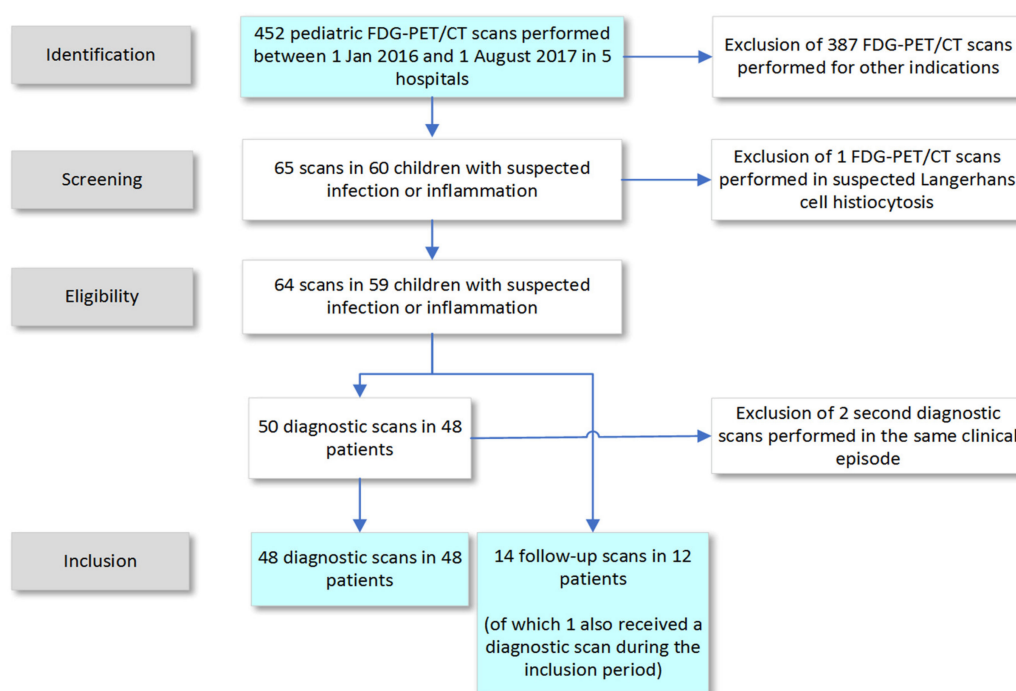 Identification
452 pediatric FDG-PET/CT scans performed
between 1 Jan 2016 and 1 August 2017 in 5
hospitals
Exclusion of 387 FDG-PET/CT scans
performed for other indications
Screening
65 scans in 60 children with suspected
infection or inflammation
Exclusion of 1 FDG-PET/CT scans
performed in suspected Langerhans
cell histiocytosis
Eligibility
64 scans in 59 children with suspected
infection or inflammation
50 diagnostic scans in 48
patients
Exclusion of 2 second diagnostic
scans performed in the same clinical
episode
Inclusion
48 diagnostic scans in 48
patients
14 follow-up scans in 12
patients
(of which 1 also received a
diagnostic scan during the
inclusion period)